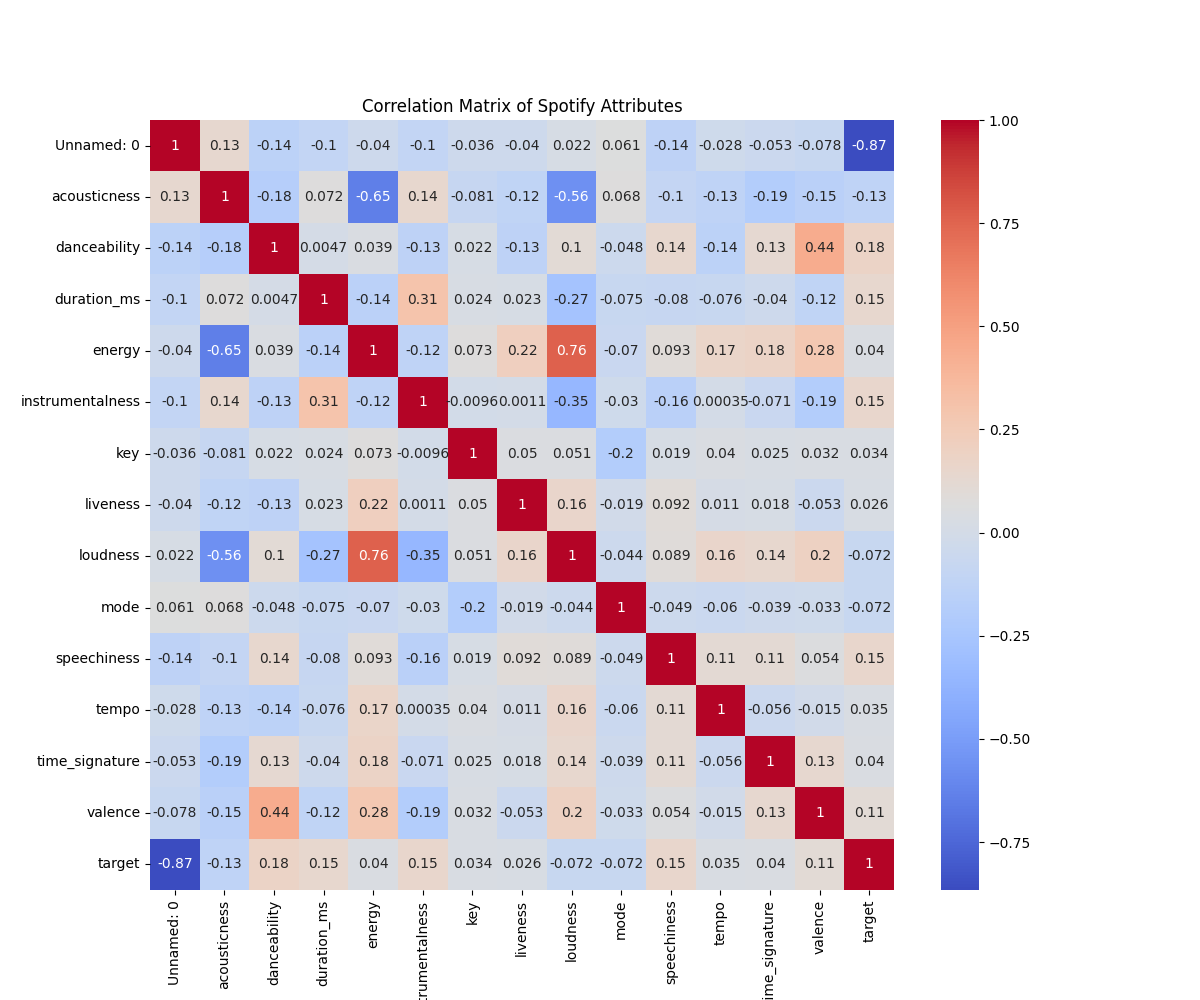 Correlation Matrix of Spotify Attributes
Unnamed: 0 1 0.13 -0.14 -0.1 -0.04 -0.1 -0.036 -0.04 0.022 0.061 -0.14 -0.028 -0.053 -0.078 -0.87
acousticness 0.13 1 -0.18 0.072 -0.65 0.14 -0.081 -0.12 -0.56 0.068 -0.1 -0.13 -0.19 -0.15 -0.13
danceability -0.14 -0.18 1 0.0047 0.039 -0.13 0.022 -0.13 0.1 -0.048 0.14 -0.14 0.13 0.44 0.18
duration_ms -0.1 0.072 0.0047 1 -0.14 0.31 0.024 0.023 -0.27 -0.075 -0.08 -0.076 -0.04 -0.12 0.15
energy -0.04 -0.65 0.039 -0.14 1 -0.12 0.073 0.22 0.76 -0.07 0.093 0.17 0.18 0.28 0.04
instrumentalness -0.1 0.14 -0.13 0.31 -0.12 1 -0.0096 0.0011 -0.35 -0.03 -0.16 0.00035 -0.071 -0.19 0.15
key -0.036 -0.081 0.022 0.024 0.073 -0.0096 1 0.05 0.051 -0.2 0.019 0.04 0.025 0.032 0.034
liveness -0.04 -0.12 -0.13 0.023 0.22 0.0011 0.05 1 0.16 -0.019 0.092 0.011 0.018 -0.053 0.026
loudness 0.022 -0.56 0.1 -0.27 0.76 -0.35 0.051 0.16 1 -0.044 0.089 0.16 0.14 0.2 -0.072
mode 0.061 0.068 -0.048 -0.075 -0.07 -0.03 -0.2 -0.019 -0.044 1 -0.049 -0.06 -0.039 -0.033 -0.072
speechiness -0.14 -0.1 0.14 -0.08 0.093 -0.16 0.019 0.092 0.089 -0.049 1 0.11 0.11 0.054 0.15
tempo -0.028 -0.13 -0.14 -0.076 0.17 0.00035 0.04 0.011 0.16 -0.06 0.11 1 -0.056 -0.015 0.035
time_signature -0.053 -0.19 0.13 -0.04 0.18 -0.071 0.025 0.018 0.14 -0.039 0.11 -0.056 1 0.13 0.04
valence -0.078 -0.15 0.44 -0.12 0.28 -0.19 0.032 -0.053 0.2 -0.033 0.054 -0.015 0.13 1 0.11
target -0.87 -0.13 0.18 0.15 0.04 0.15 0.034 0.026 -0.072 -0.072 0.15 0.035 0.04 0.11 1
Unnamed: 0
acousticness
danceability
duration_ms
energy
trumentalness
key
liveness
loudness
mode
speechiness
tempo
ime_signature
valence
target
1.00
0.75
0.50
0.25
0.00
−0.25
−0.50
−0.75